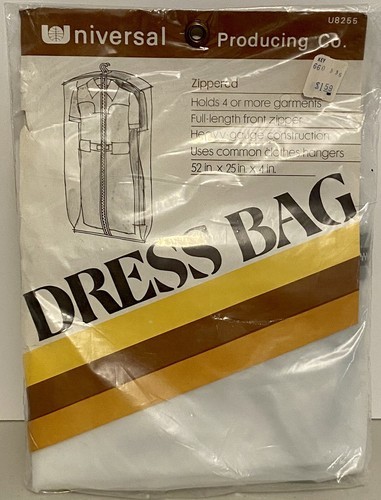 U8255
Universal Producing Co.
KEY
$1.59
Zippered
Holds 4 or more garments
Full-length front zipper
Heavy gauge construction
Uses common clothes hangers
52 in. x 25 in. x 4 in.
DRESS BAG